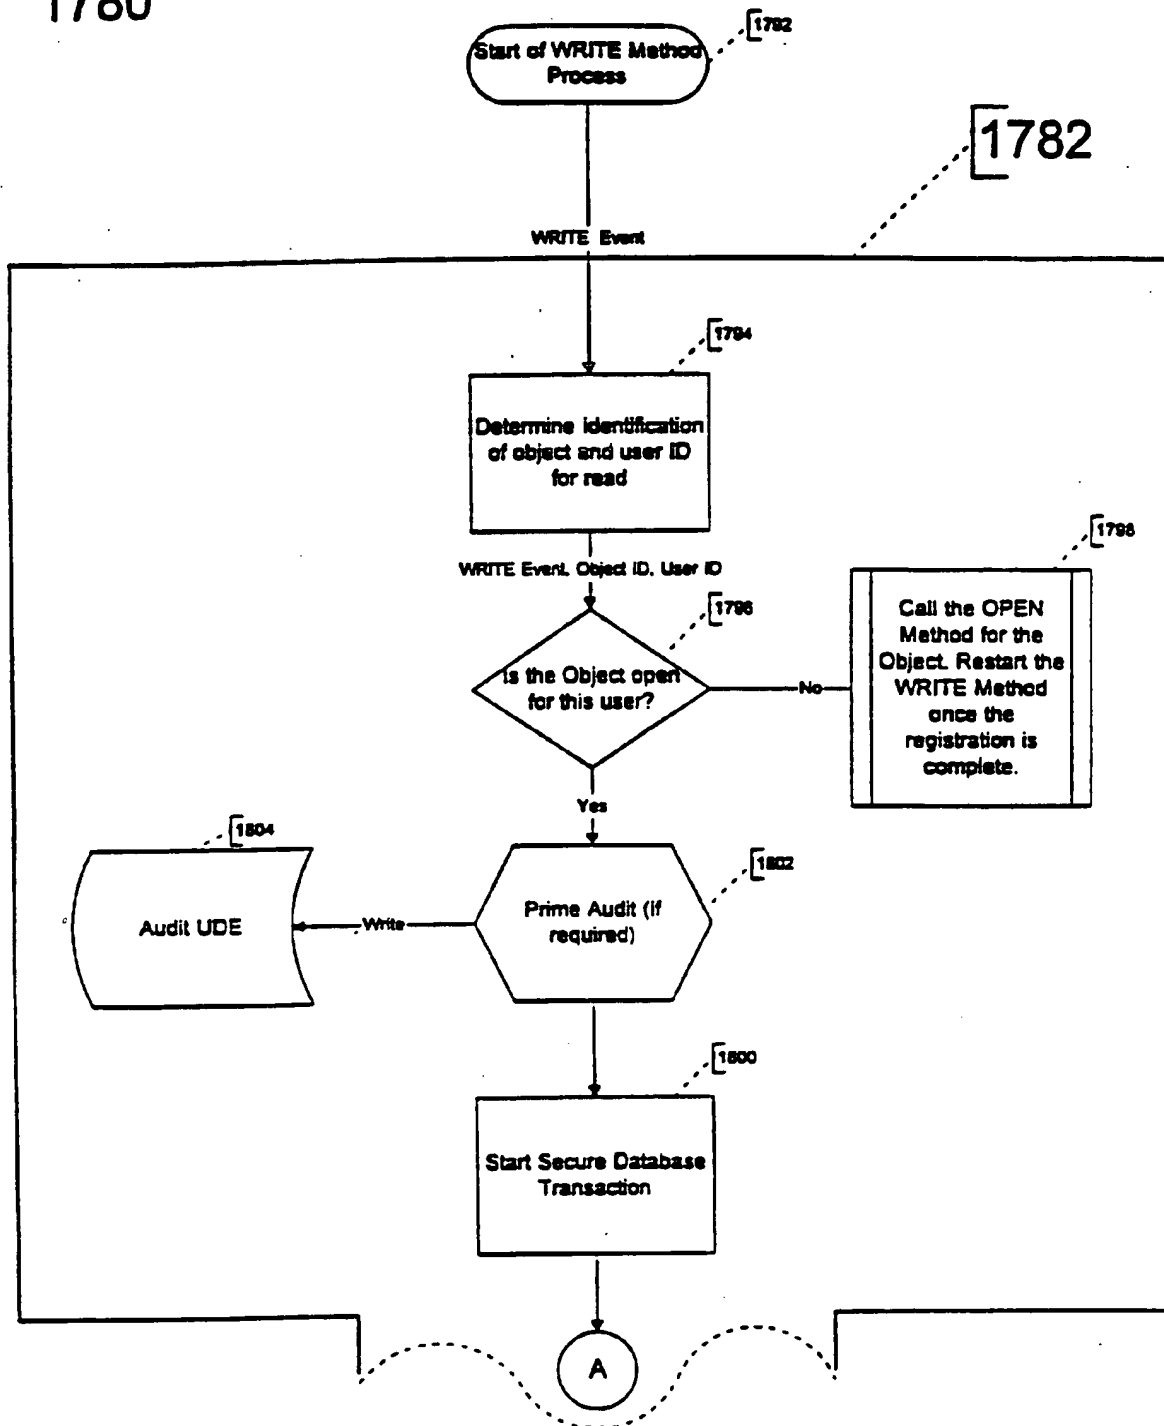 1780
1792
Start of WRITE Method
Process
1782
WRITE Event
1794
Determine identification
of object and user ID
for read
WRITE Event, Object ID, User ID
1796
Is the Object open
for this user?
No
1798
Call the OPEN
Method for the
Object. Restart the
WRITE Method
once the
registration is
complete.
Yes
1804
Audit UDE
Write
1802
Prime Audit (if
required)
1800
Start Secure Database
Transaction
A